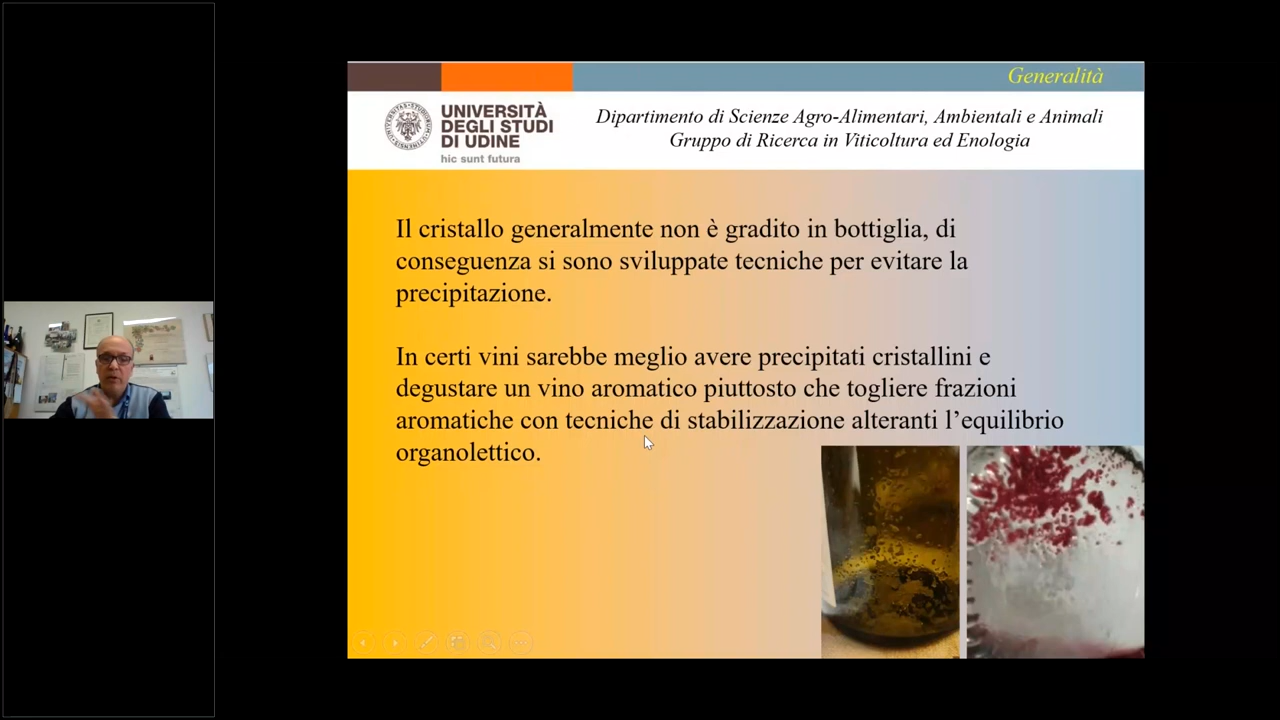 Generalità
UNIVERSITÀ
DEGLI STUDI
DI UDINE
hic sunt futura
Dipartimento di Scienze Agro-Alimentari, Ambientali e Animali
Gruppo di Ricerca in Viticoltura ed Enologia
Il cristallo generalmente non è gradito in bottiglia, di
conseguenza si sono sviluppate tecniche per evitare la
precipitazione.
In certi vini sarebbe meglio avere precipitati cristallini e
degustare un vino aromatico piuttosto che togliere frazioni
aromatiche con tecniche di stabilizzazione alteranti l’equilibrio
organolettico.